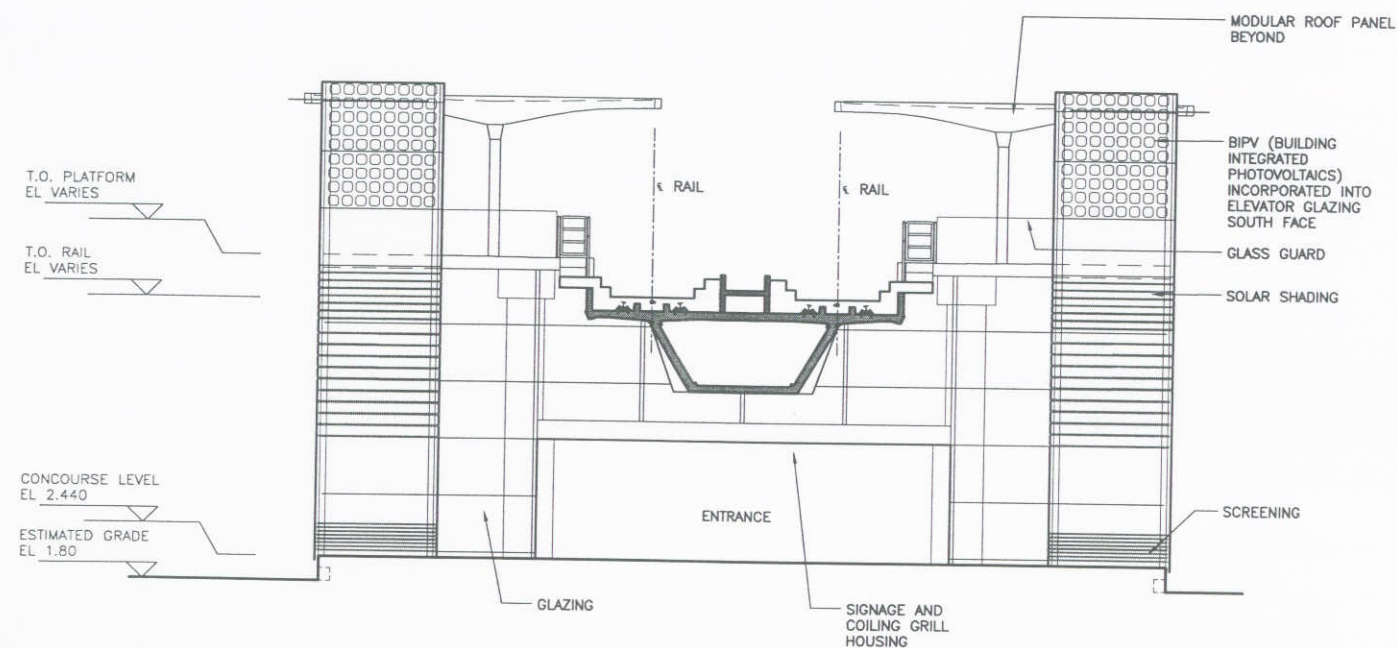 MODULAR ROOF PANEL
BEYOND
BIPV (BUILDING
INTEGRATED
PHOTOVOLTAICS)
INCORPORATED INTO
ELEVATOR GLAZING
SOUTH FACE
T.O. PLATFORM
EL VARIES
℄ RAIL
℄ RAIL
GLASS GUARD
T.O. RAIL
EL VARIES
SOLAR SHADING
CONCOURSE LEVEL
EL 2.440
ENTRANCE
SCREENING
ESTIMATED GRADE
EL 1.80
GLAZING
SIGNAGE AND
COILING GRILL
HOUSING